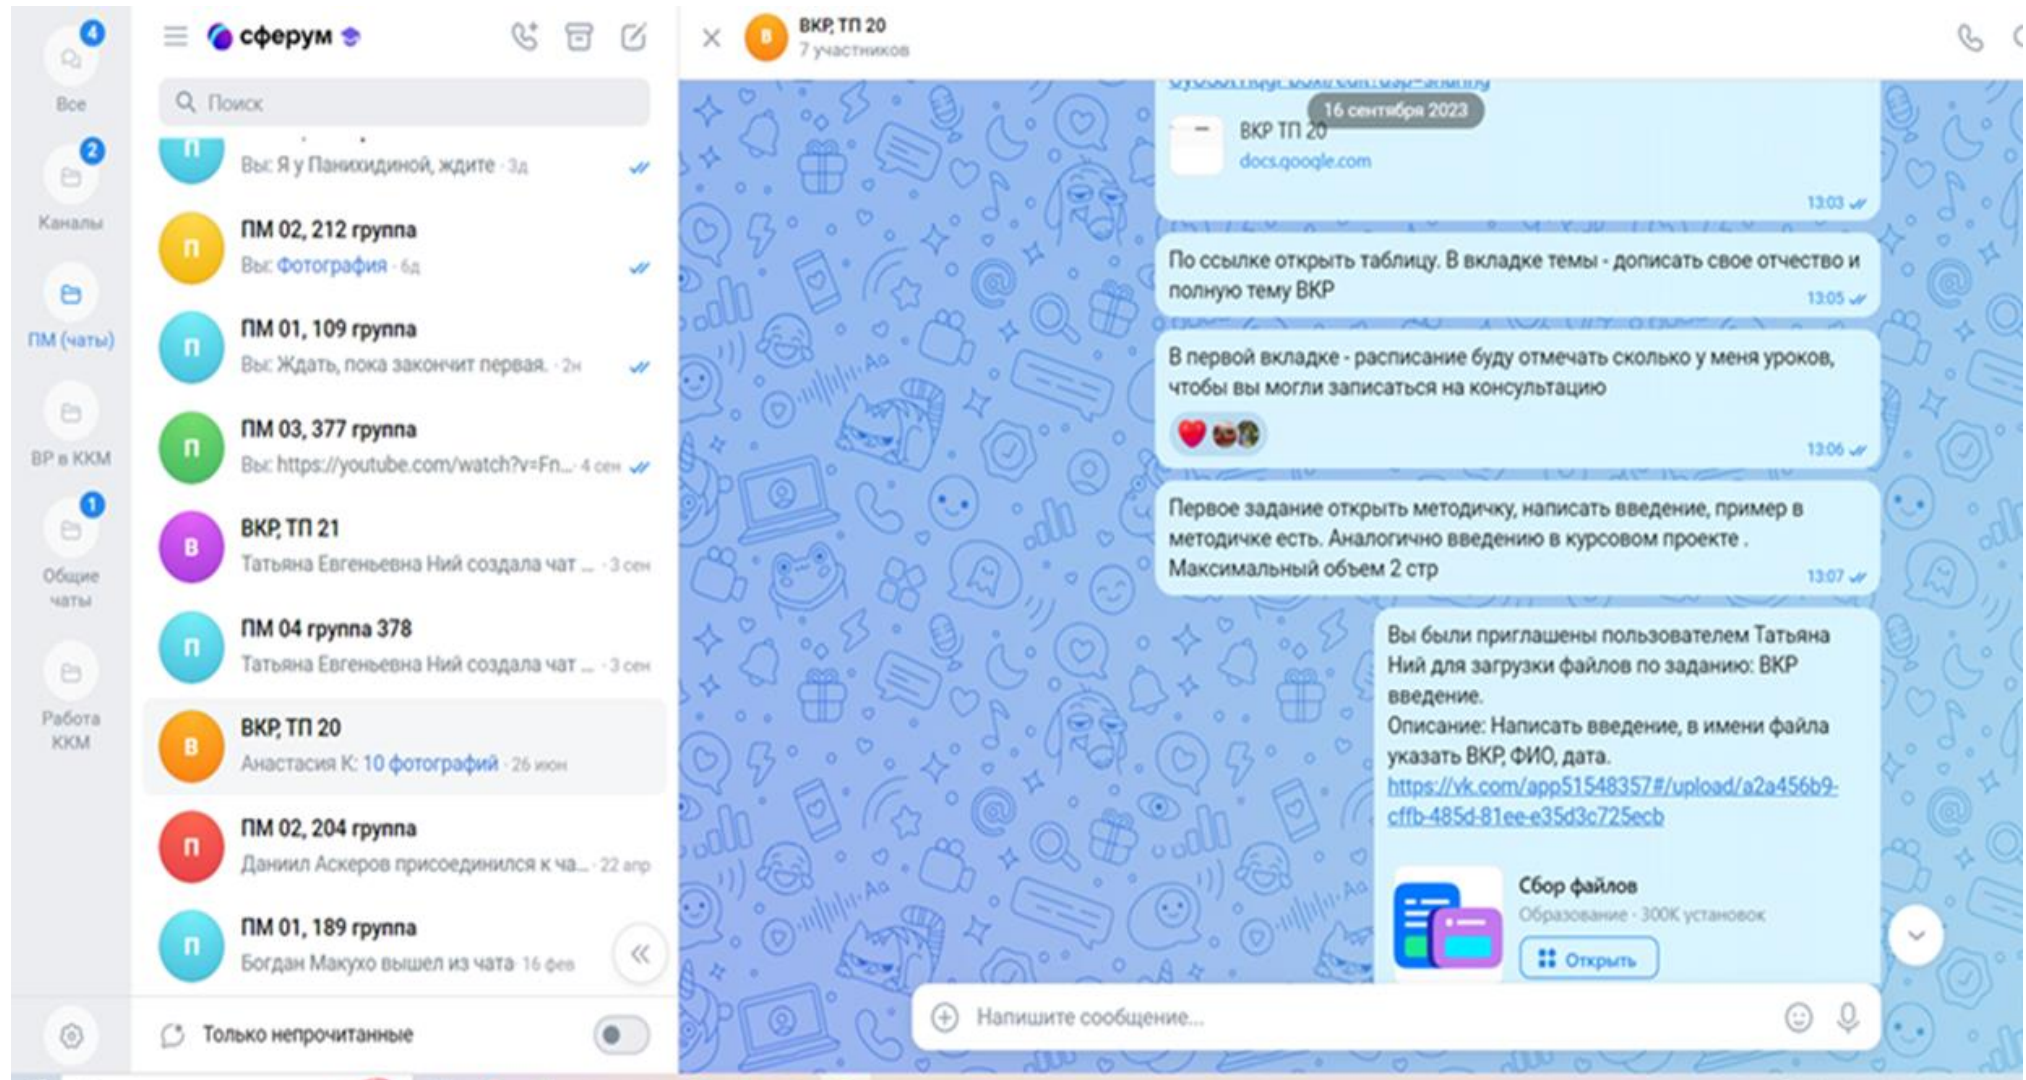 4
Все
2
Каналы
ПМ (чаты)
ВР в ККМ
1
Общие
чаты
Работа
ККМ
сферум
Поиск
П
Вы: Я у Панихидиной, ждите · 3д
П
ПМ 02, 212 группа
Вы: Фотография · 6д
П
ПМ 01, 109 группа
Вы: Ждать, пока закончит первая. · 2н
П
ПМ 03, 377 группа
Вы: https://youtube.com/watch?v=Fn... · 4 сен
В
ВКР, ТП 21
Татьяна Евгеньевна Ний создала чат ... · 3 сен
П
ПМ 04 группа 378
Татьяна Евгеньевна Ний создала чат ... · 3 сен
В
ВКР, ТП 20
Анастасия К: 10 фотографий · 26 июн
П
ПМ 02, 204 группа
Даниил Аскеров присоединился к ча... · 22 апр
П
ПМ 01, 189 группа
Богдан Макухо вышел из чата · 16 фев
Только непрочитанные
В
ВКР, ТП 20
7 участников
16 сентября 2023
ВКР ТП 20
docs.google.com
13:03
По ссылке открыть таблицу. В вкладке темы - дописать свое отчество и
полную тему ВКР
13:05
В первой вкладке - расписание буду отмечать сколько у меня уроков,
чтобы вы могли записаться на консультацию
13:06
Первое задание открыть методичку, написать введение, пример в
методичке есть. Аналогично введению в курсовом проекте .
Максимальный объем 2 стр
13:07
Вы были приглашены пользователем Татьяна
Ний для загрузки файлов по заданию: ВКР
введение.
Описание: Написать введение, в имени файла
указать ВКР, ФИО, дата.
https://vk.com/app51548357#/upload/a2a456b9-
cffb-485d-81ee-e35d3c725ecb
Сбор файлов
Образование · 300K установок
Открыть
Напишите сообщение...